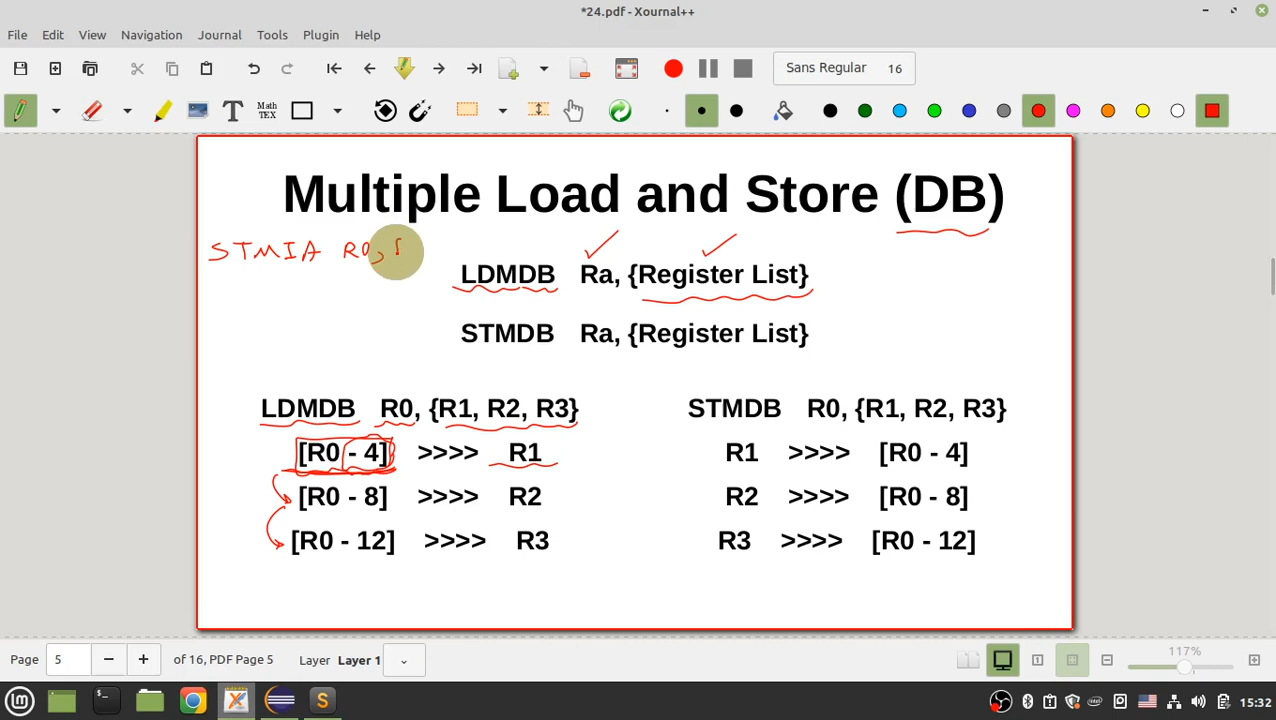 *24.pdf - Xournal++
File Edit View Navigation Journal Tools Plugin Help
Sans Regular 16
Multiple Load and Store (DB)
STMIA R0,
LDMDB Ra, {Register List}
STMDB Ra, {Register List}
LDMDB R0, {R1, R2, R3}
[R0 - 4] >>>> R1
[R0 - 8] >>>> R2
[R0 - 12] >>>> R3
STMDB R0, {R1, R2, R3}
R1 >>>> [R0 - 4]
R2 >>>> [R0 - 8]
R3 >>>> [R0 - 12]
Page 5 of 16, PDF Page 5 Layer Layer 1 117%
15:32